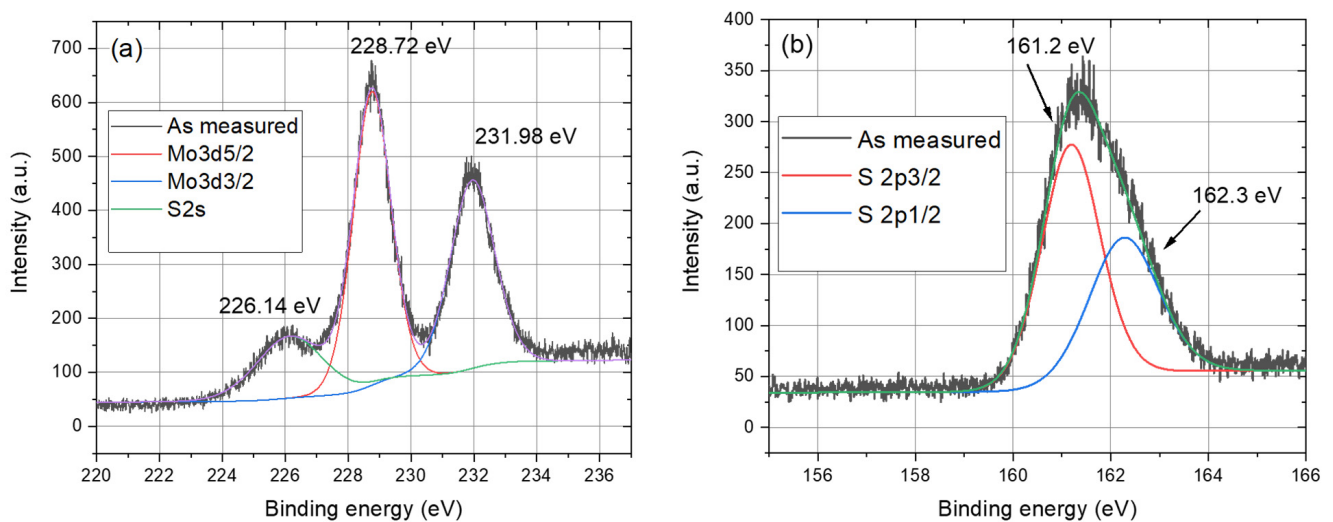 (a)
228.72 eV
231.98 eV
226.14 eV
As measured
Mo3d5/2
Mo3d3/2
S2s
Intensity (a.u.)
700
600
500
400
300
200
100
0
220 222 224 226 228 230 232 234 236
Binding energy (eV)
(b)
161.2 eV
162.3 eV
As measured
S 2p3/2
S 2p1/2
Intensity (a.u.)
400
350
300
250
200
150
100
50
0
156 158 160 162 164 166
Binding energy (eV)